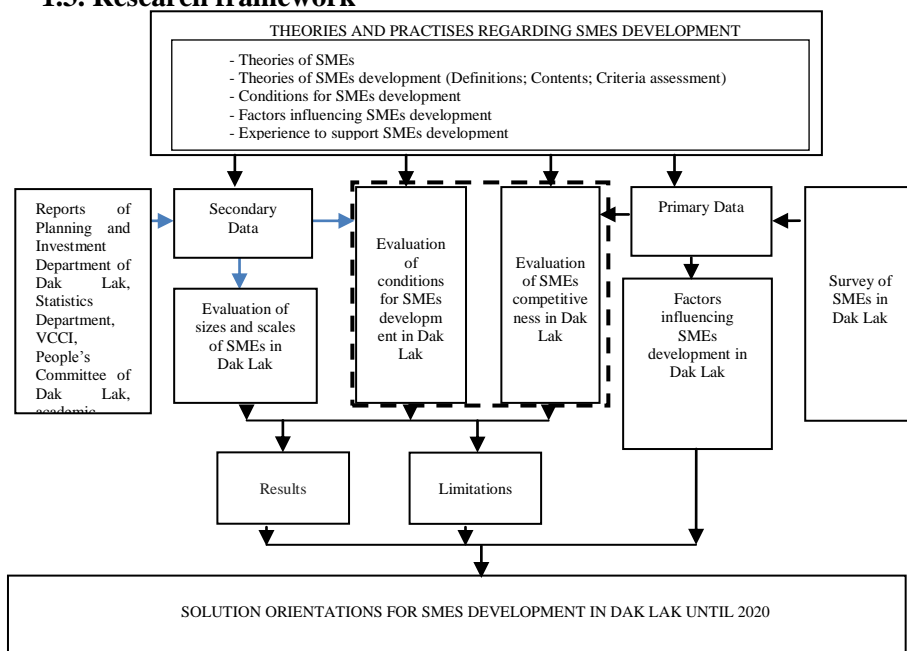 1.5. Research framework
THEORIES AND PRACTISES REGARDING SMES DEVELOPMENT
- Theories of SMEs
- Theories of SMEs development (Definitions; Contents; Criteria assessment)
- Conditions for SMEs development
- Factors influencing SMEs development
- Experience to support SMEs development
Reports of
Planning and
Investment
Department of
Dak Lak,
Statistics
Department,
VCCI,
People's
Committee of
Dak Lak,
academic
Secondary
Data
Evaluation of
sizes and scales
of SMEs in
Dak Lak
Evaluation
of
conditions
for SMEs
developm
ent in Dak
Lak
Evaluation
of SMEs
competitive
ness in Dak
Lak
Primary Data
Factors
influencing
SMEs
development in
Dak Lak
Survey of
SMEs in
Dak Lak
Results
Limitations
SOLUTION ORIENTATIONS FOR SMES DEVELOPMENT IN DAK LAK UNTIL 2020